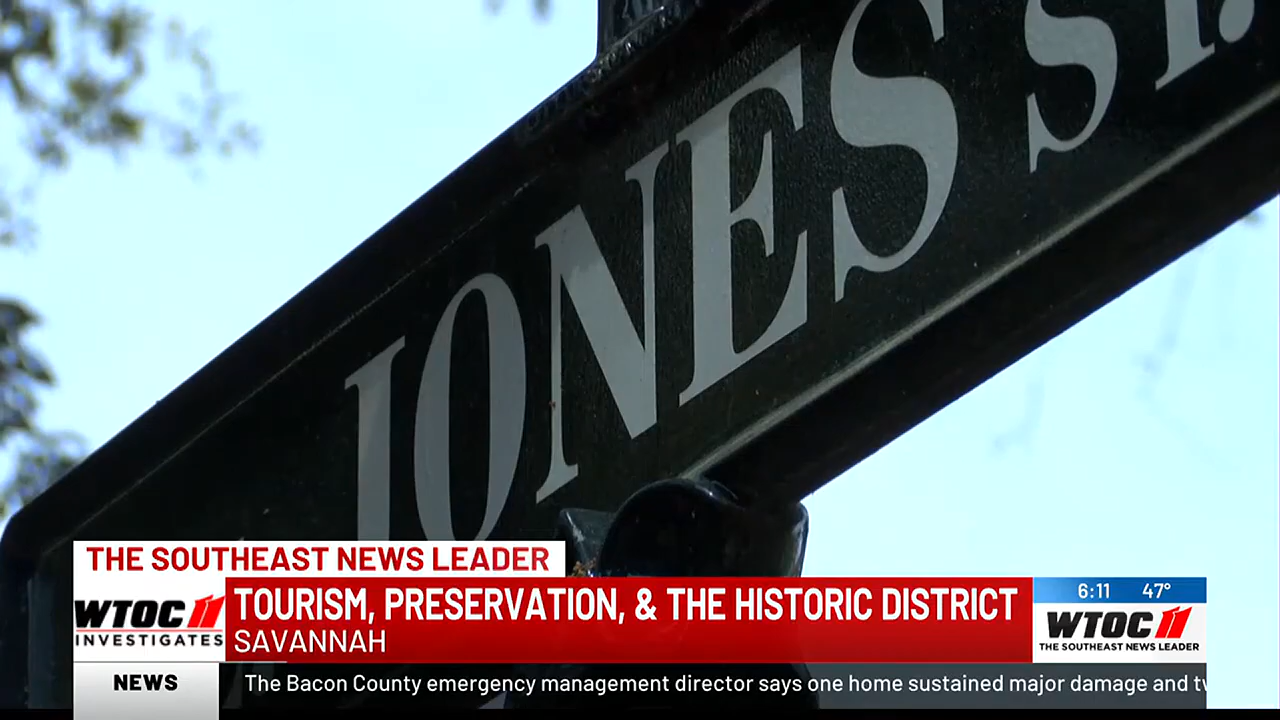 JONES ST.
THE SOUTHEAST NEWS LEADER
WTOC 11
INVESTIGATES
TOURISM, PRESERVATION, & THE HISTORIC DISTRICT
SAVANNAH
6:11 47°
WTOC 11
THE SOUTHEAST NEWS LEADER
NEWS
The Bacon County emergency management director says one home sustained major damage and